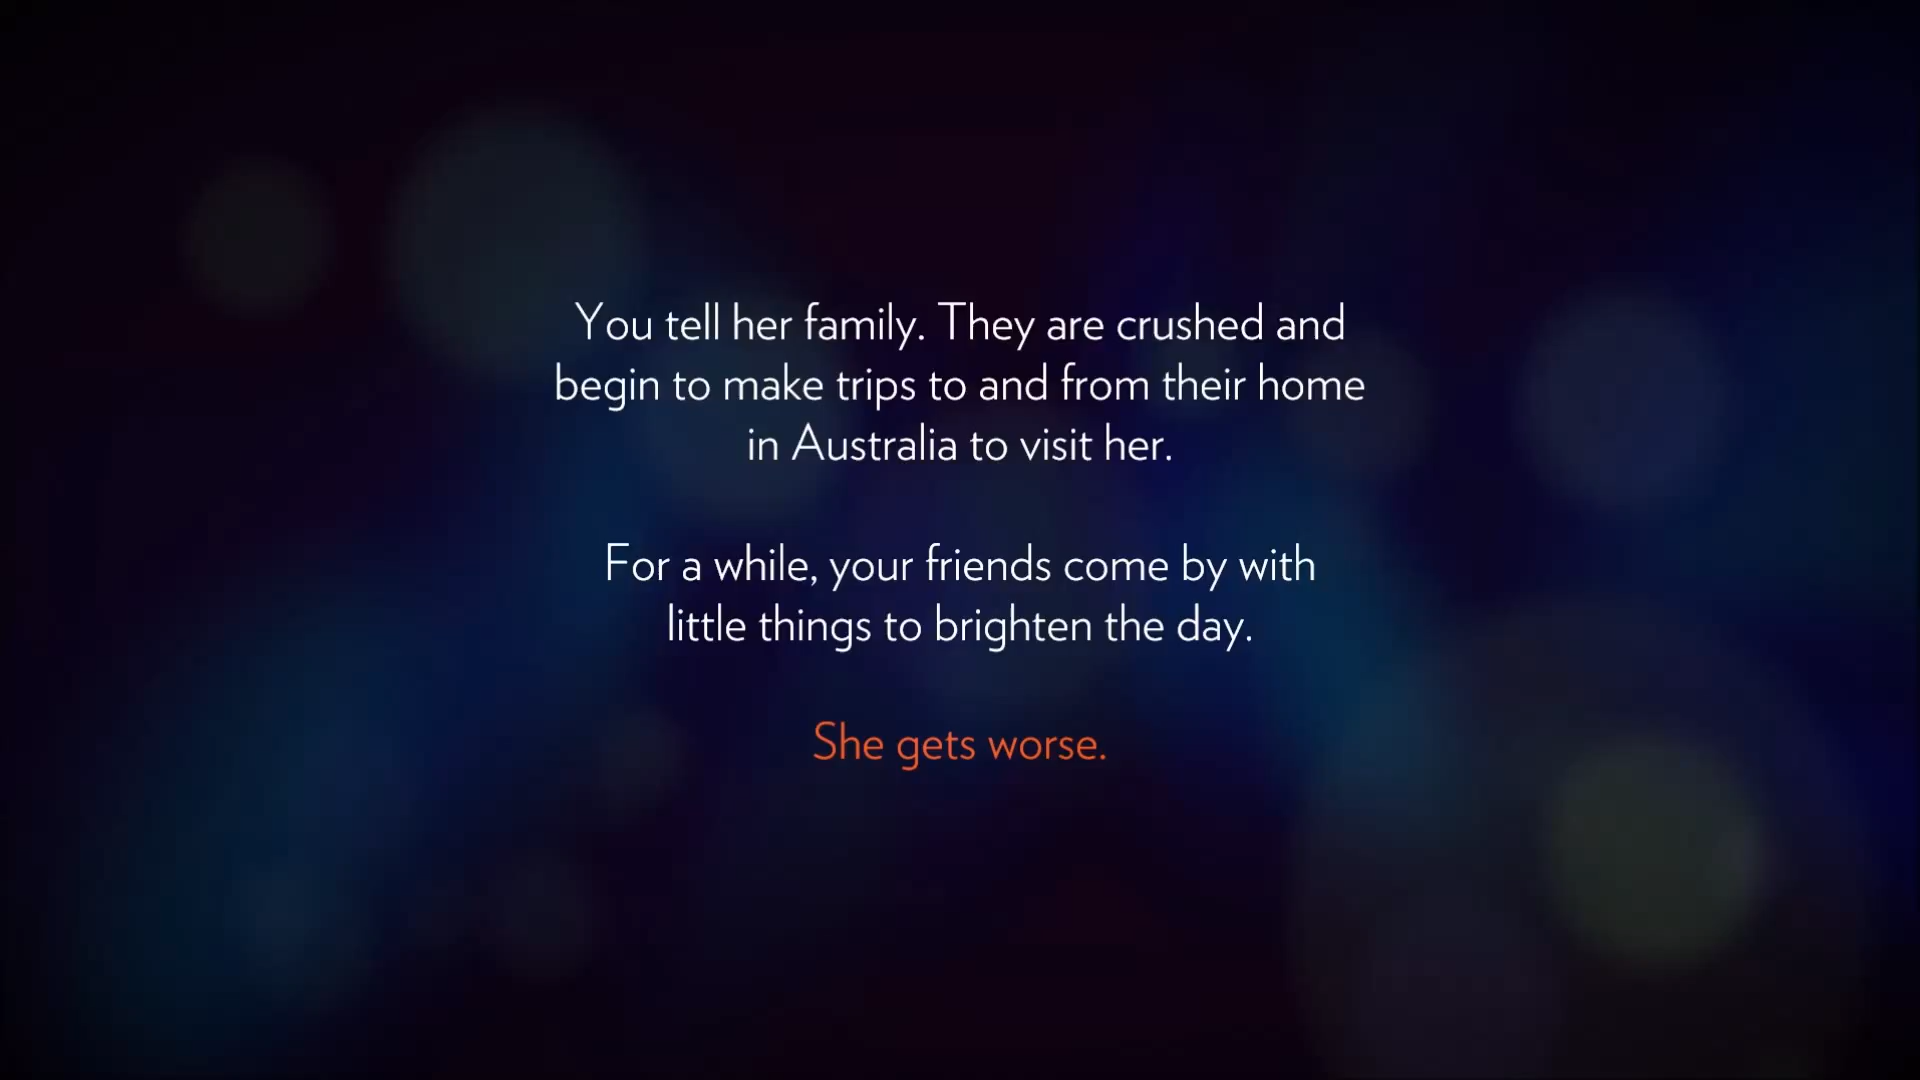 You tell her family. They are crushed and
begin to make trips to and from their home
in Australia to visit her.
For a while, your friends come by with
little things to brighten the day.
She gets worse.